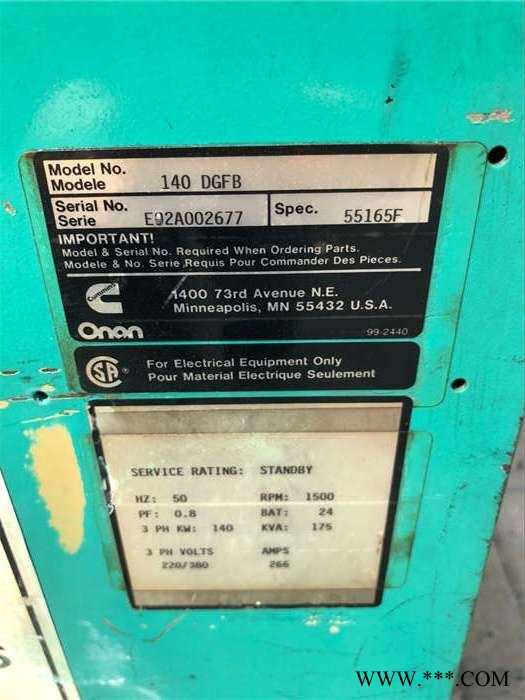 Model No.
Modele 140 DGFB
Serial No. Spec.
Serie E92A002677 55165F
IMPORTANT!
Model & Serial No. Required When Ordering Parts.
Modele & No. Serie Requis Pour Commander Des Pieces.
Cummins
1400 73rd Avenue N.E.
Minneapolis, MN 55432 U.S.A.
Onan 99-2440
SA ® For Electrical Equipment Only
Pour Material Electrique Seulement
SERVICE RATING: STANDBY
HZ: 50 RPM: 1500
PF: 0.8 BAT: 24
3 PH KW: 140 KVA: 175
3 PH VOLTS AMPS
220/380 266
S
WWW.***.COM